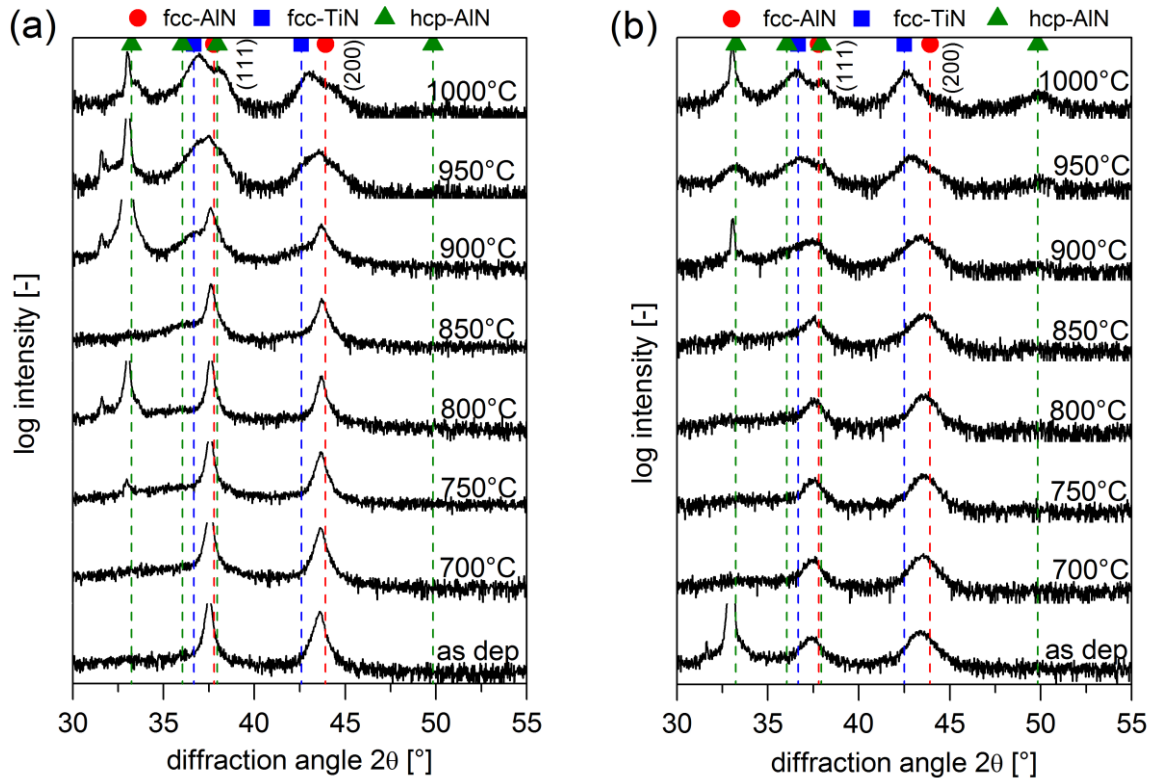 (a)
fcc-AlN fcc-TiN hcp-AlN
(111)
(200)
1000°C
950°C
900°C
850°C
800°C
750°C
700°C
as dep
log intensity [-]
30 35 40 45 50 55
diffraction angle 2θ [°]
(b)
fcc-AlN fcc-TiN hcp-AlN
(111)
(200)
1000°C
950°C
900°C
850°C
800°C
750°C
700°C
as dep
log intensity [-]
30 35 40 45 50 55
diffraction angle 2θ [°]